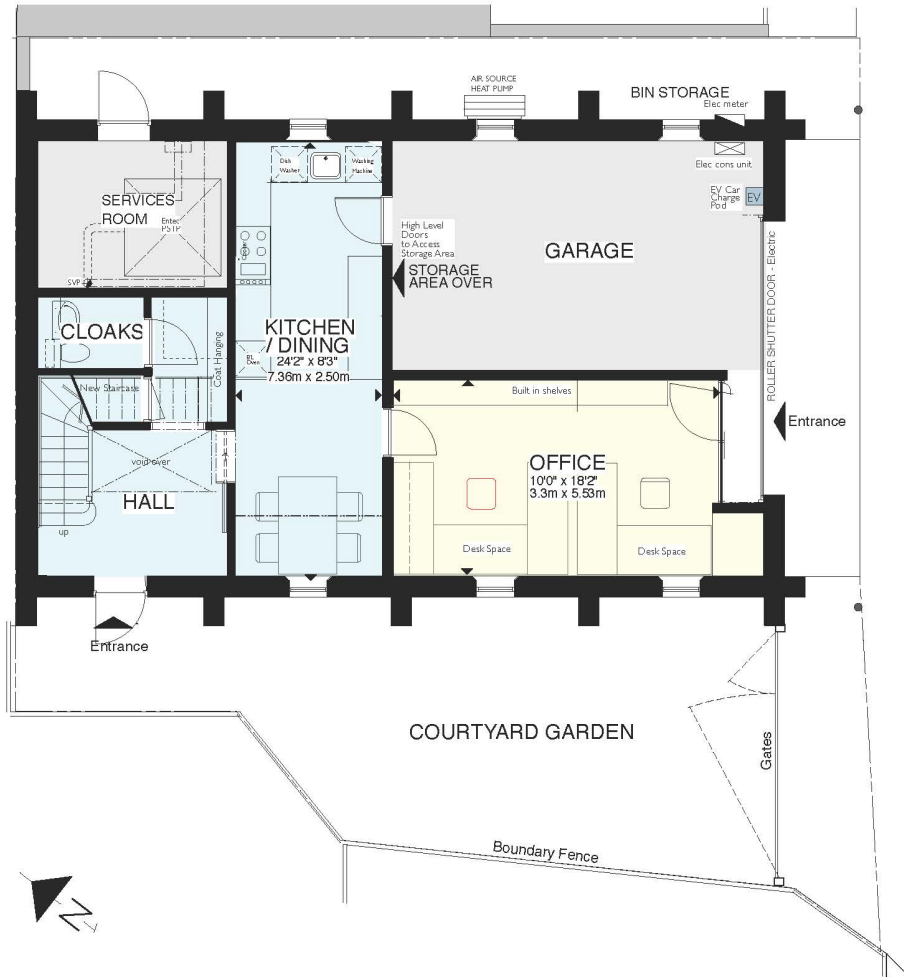 AIR SOURCE
HEAT PUMP
BIN STORAGE
Elec meter
Dish
Washer
Washing
Machine
Elec cons unit
EV Car
Charge
Pod
EV
SERVICES
ROOM
Entec
PSTP
SVP
High Level
Doors
to Access
Storage Area
STORAGE
AREA OVER
GARAGE
ROLLER SHUTTER DOOR - Electric
CLOAKS
Coat Hanging
KITCHEN
/ DINING
24'2" x 8'3"
7.36m x 2.50m
Oven
New Staircase
Built in shelves
Entrance
void over
OFFICE
10'0" x 18'2"
3.3m x 5.53m
HALL
up
Desk Space
Desk Space
Entrance
COURTYARD GARDEN
Gates
Boundary Fence
N